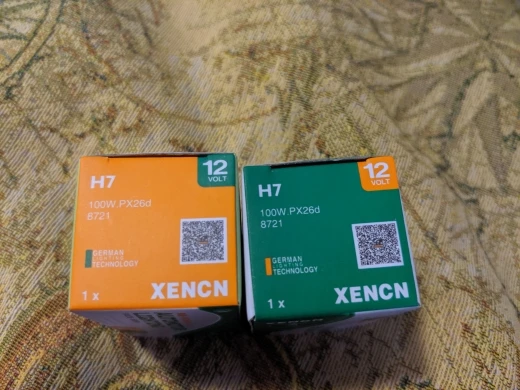 H7
12
VOLT
100W.PX26d
8721
GERMAN
LIGHTING
TECHNOLOGY
1 x
XENCN
H7
12
VOLT
100W.PX26d
8721
GERMAN
LIGHTING
TECHNOLOGY
1 x
XENCN